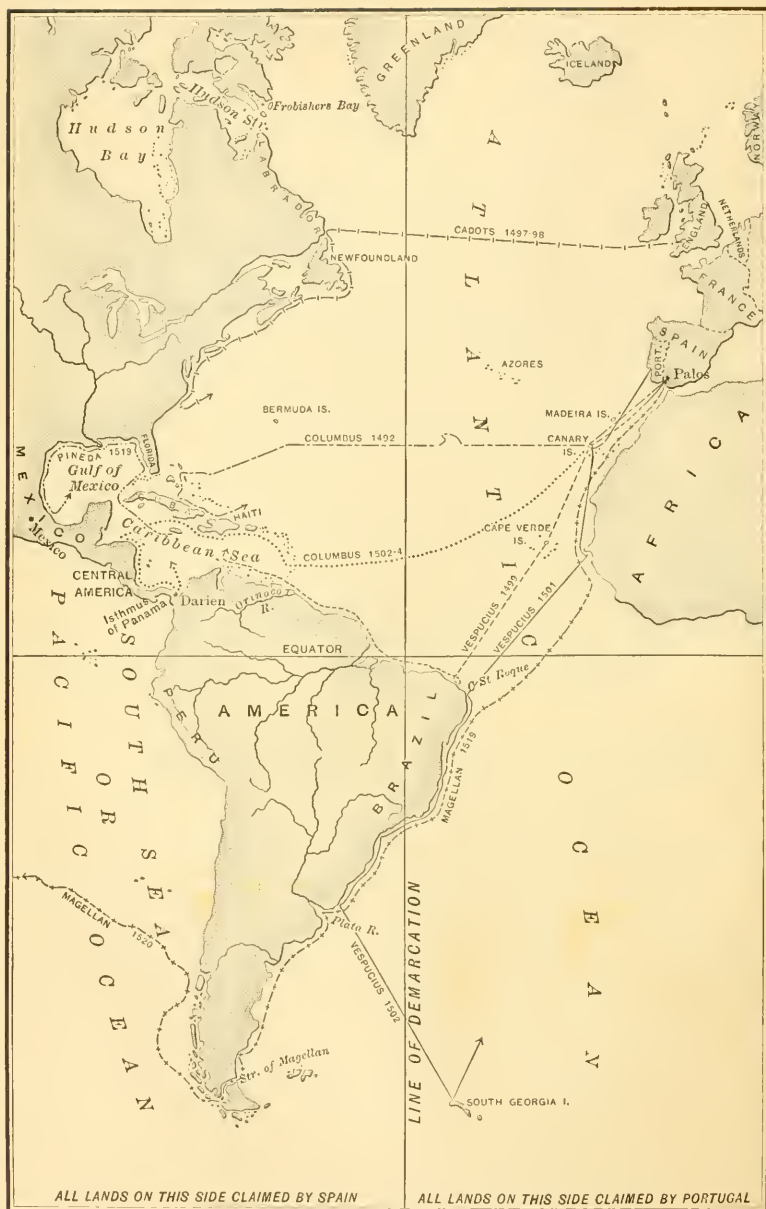 GREENLAND
ICELAND
NORWAY
Hudson Str.
Frobishers Bay
Hudson
Bay
LABRADOR
ENGLAND
NETHERLANDS
CABOTS 1497-98
NEWFOUNDLAND
FRANCE
SPAIN
PORT.
Palos
AZORES
BERMUDA IS.
MADEIRA IS.
COLUMBUS 1492
CANARY
IS.
FLORIDA
PINEDA 1519
Gulf of
Mexico
MEXICO
Mexico
CUBA
HAITI
AFRICA
CAPE VERDE
IS.
Caribbean Sea
COLUMBUS 1502-4
CENTRAL
AMERICA
Isthmus
of Panama
Darien
Orinoco
R.
VESPUCIUS 1499
VESPUCIUS 1501
EQUATOR
C. St Roque
SOUTH SEA
OR
PACIFIC OCEAN
PERU
AMERICA
BRAZIL
MAGELLAN 1519
ATLANTIC
OCEAN
MAGELLAN
1520
Plata R.
VESPUCIUS 1502
LINE OF DEMARCATION
Str. of Magellan
SOUTH GEORGIA I.
ALL LANDS ON THIS SIDE CLAIMED BY SPAIN
ALL LANDS ON THIS SIDE CLAIMED BY PORTUGAL